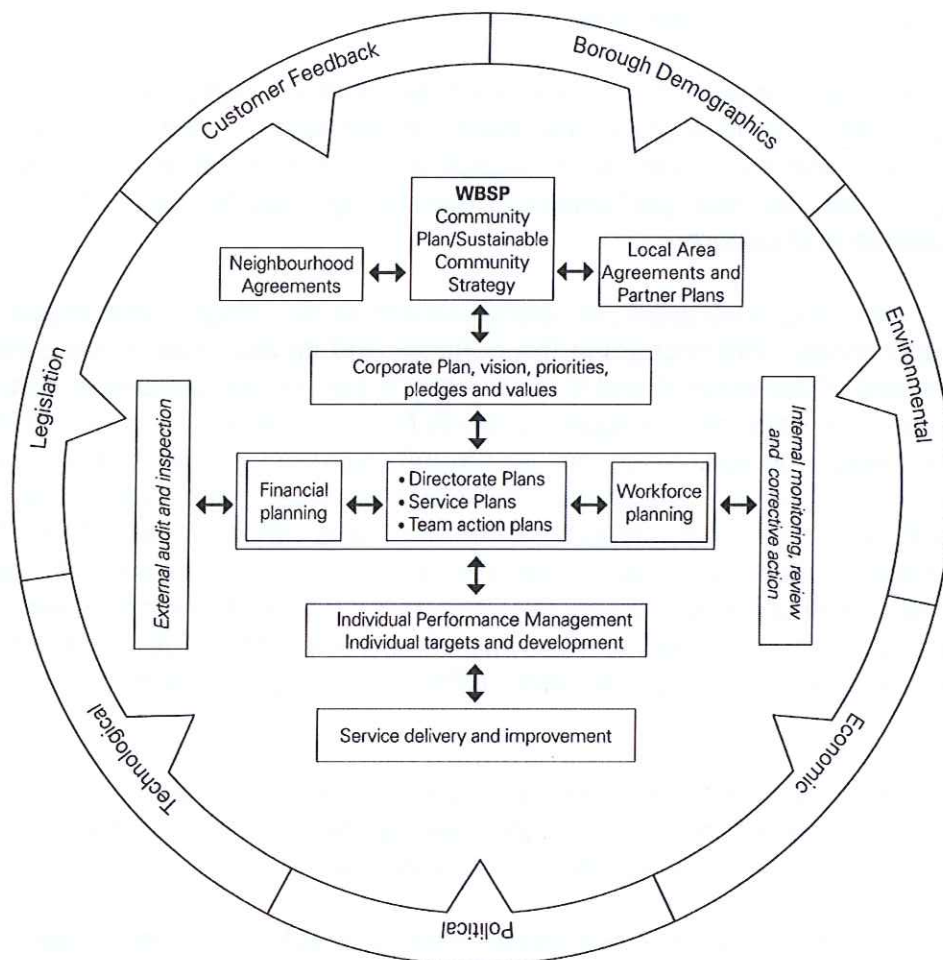 Customer Feedback
Borough Demographics
Legislation
Environmental
Technological
Economic
Political
WBSP
Community
Plan/Sustainable
Community
Strategy
Neighbourhood
Agreements
Local Area
Agreements and
Partner Plans
Corporate Plan, vision, priorities,
pledges and values
External audit and inspection
Financial
planning
• Directorate Plans
• Service Plans
• Team action plans
Workforce
planning
Internal monitoring, review
and corrective action
Individual Performance Management
Individual targets and development
Service delivery and improvement